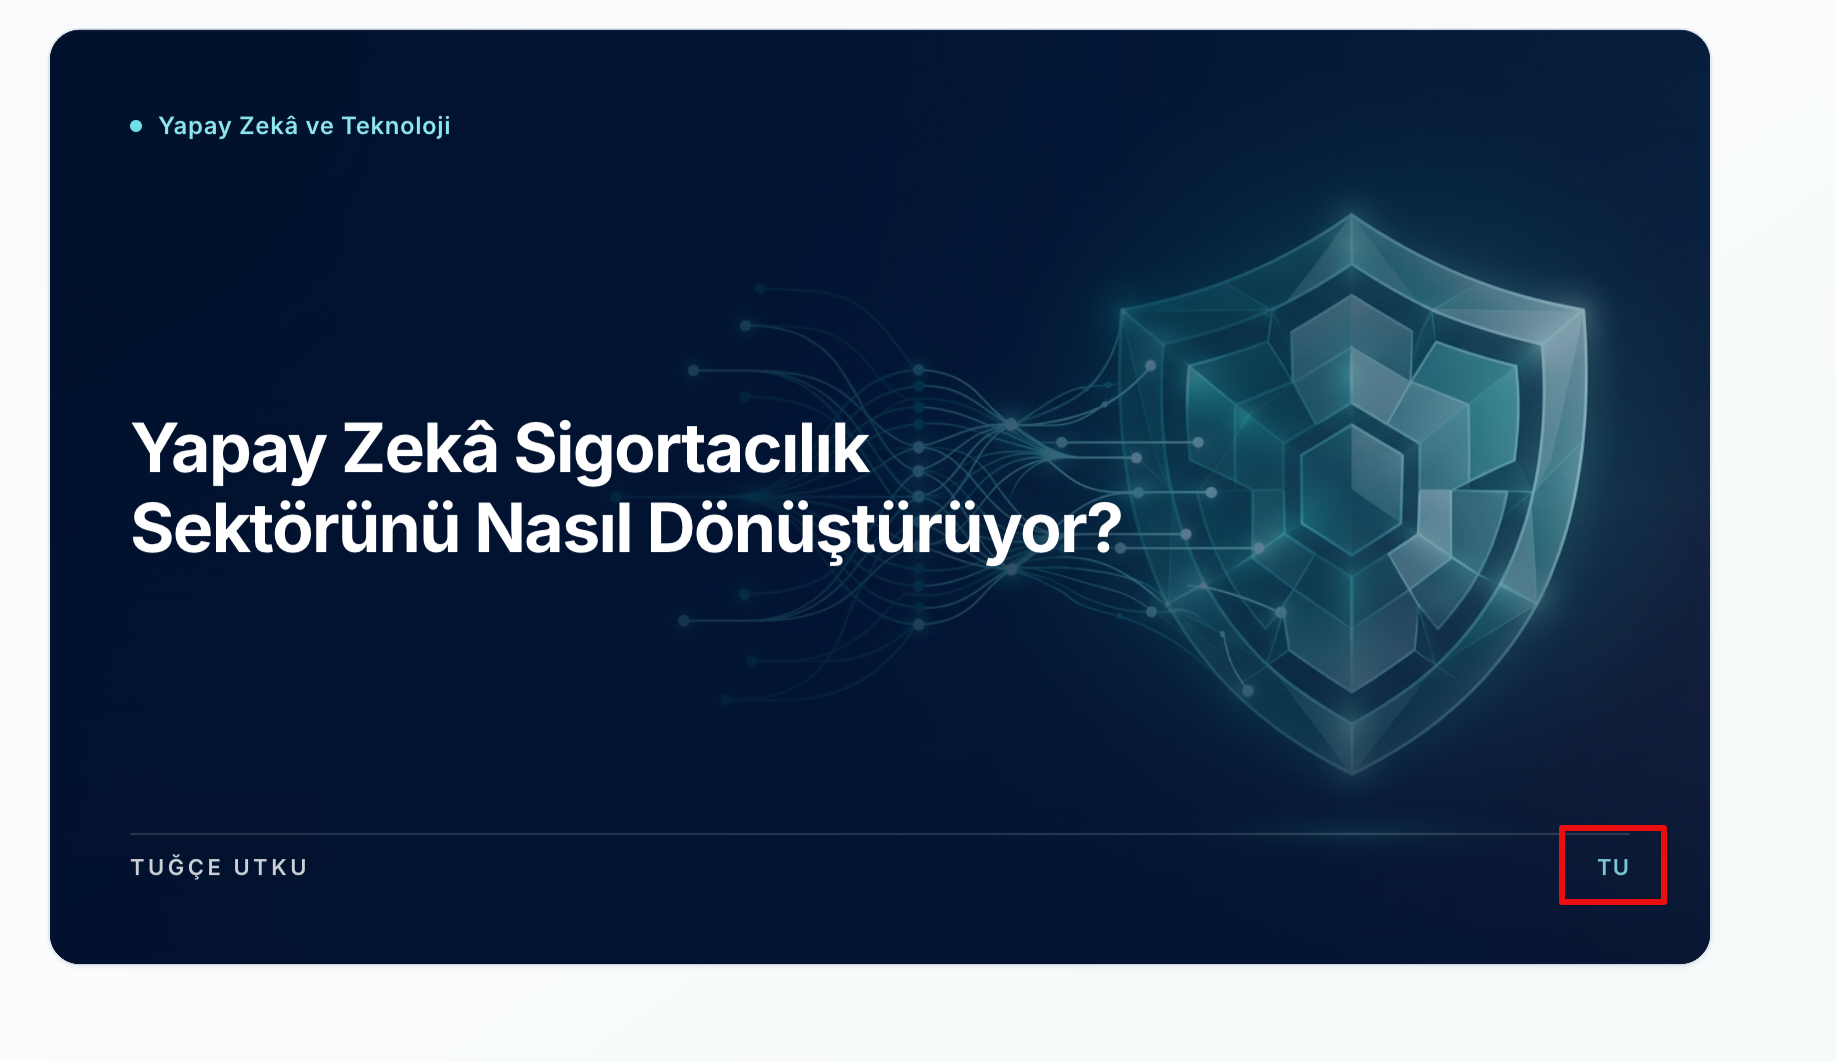 Yapay Zekâ ve Teknoloji
Yapay Zekâ Sigortacılık
Sektörünü Nasıl Dönüştürüyor?
TUĞÇE UTKU
TU